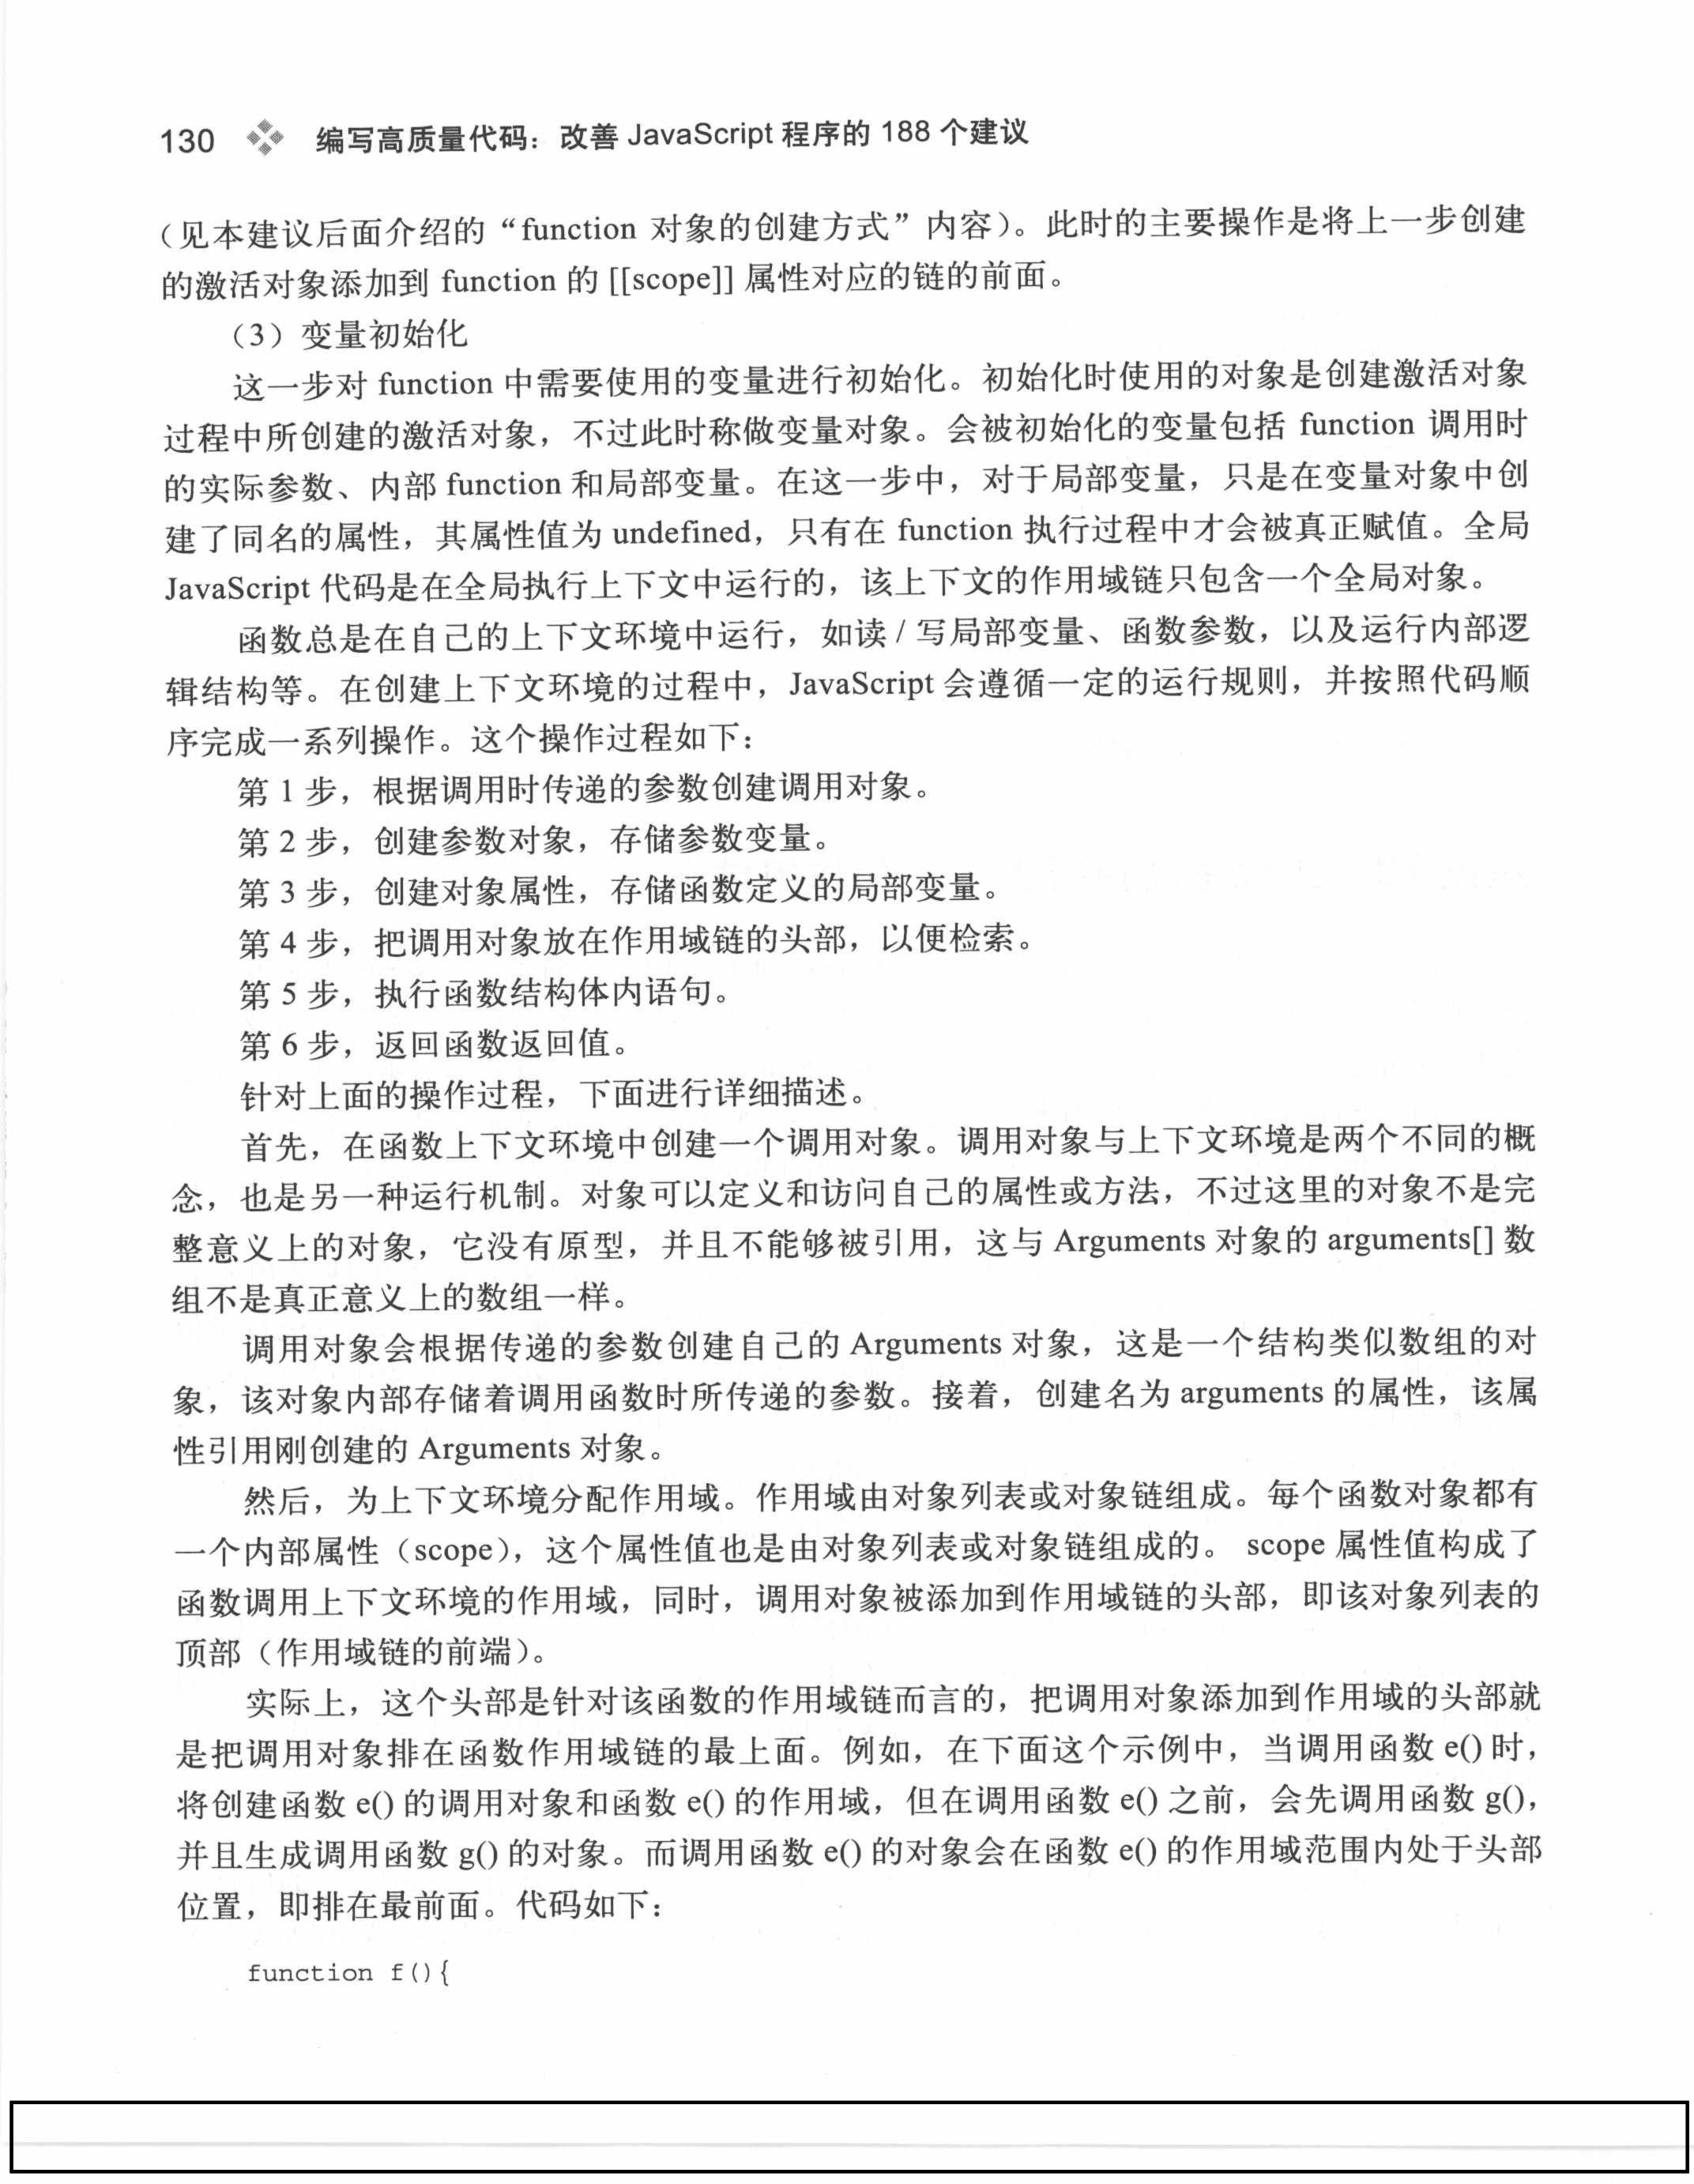 130 编写高质量代码：改善 JavaScript 程序的 188 个建议
（见本建议后面介绍的“function 对象的创建方式”内容）。此时的主要操作是将上一步创建
的激活对象添加到 function 的 [[scope]] 属性对应的链的前面。
（3）变量初始化
这一步对 function 中需要使用的变量进行初始化。初始化时使用的对象是创建激活对象
过程中所创建的激活对象，不过此时称做变量对象。会被初始化的变量包括 function 调用时
的实际参数、内部 function 和局部变量。在这一步中，对于局部变量，只是在变量对象中创
建了同名的属性，其属性值为 undefined，只有在 function 执行过程中才会被真正赋值。全局
JavaScript 代码是在全局执行上下文中运行的，该上下文的作用域链只包含一个全局对象。
函数总是在自己的上下文环境中运行，如读 / 写局部变量、函数参数，以及运行内部逻
辑结构等。在创建上下文环境的过程中，JavaScript 会遵循一定的运行规则，并按照代码顺
序完成一系列操作。这个操作过程如下：
第 1 步，根据调用时传递的参数创建调用对象。
第 2 步，创建参数对象，存储参数变量。
第 3 步，创建对象属性，存储函数定义的局部变量。
第 4 步，把调用对象放在作用域链的头部，以便检索。
第 5 步，执行函数结构体内语句。
第 6 步，返回函数返回值。
针对上面的操作过程，下面进行详细描述。
首先，在函数上下文环境中创建一个调用对象。调用对象与上下文环境是两个不同的概
念，也是另一种运行机制。对象可以定义和访问自己的属性或方法，不过这里的对象不是完
整意义上的对象，它没有原型，并且不能够被引用，这与 Arguments 对象的 arguments[] 数
组不是真正意义上的数组一样。
调用对象会根据传递的参数创建自己的 Arguments 对象，这是一个结构类似数组的对
象，该对象内部存储着调用函数时所传递的参数。接着，创建名为 arguments 的属性，该属
性引用刚创建的 Arguments 对象。
然后，为上下文环境分配作用域。作用域由对象列表或对象链组成。每个函数对象都有
一个内部属性（scope），这个属性值也是由对象列表或对象链组成的。 scope 属性值构成了
函数调用上下文环境的作用域，同时，调用对象被添加到作用域链的头部，即该对象列表的
顶部（作用域链的前端）。
实际上，这个头部是针对该函数的作用域链而言的，把调用对象添加到作用域的头部就
是把调用对象排在函数作用域链的最上面。例如，在下面这个示例中，当调用函数 e() 时，
将创建函数 e() 的调用对象和函数 e() 的作用域，但在调用函数 e() 之前，会先调用函数 g()，
并且生成调用函数 g() 的对象。而调用函数 e() 的对象会在函数 e() 的作用域范围内处于头部
位置，即排在最前面。代码如下：
function f(){